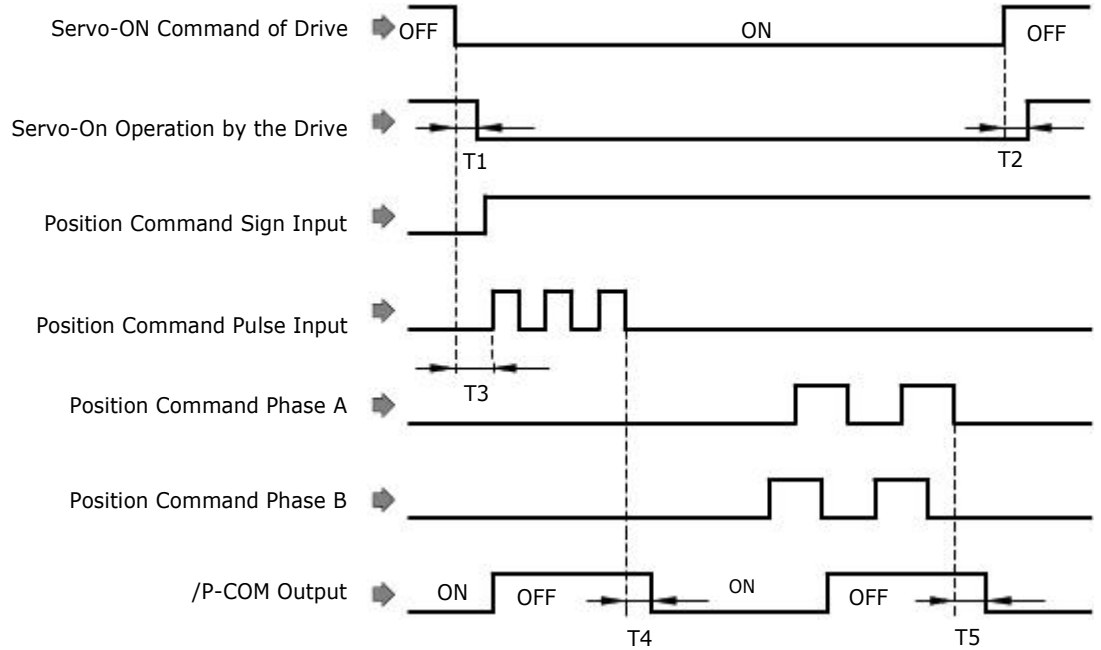 Servo-ON Command of Drive
OFF
ON
OFF
Servo-On Operation by the Drive
T1
T2
Position Command Sign Input
Position Command Pulse Input
T3
Position Command Phase A
Position Command Phase B
/P-COM Output
ON
OFF
ON
OFF
T4
T5